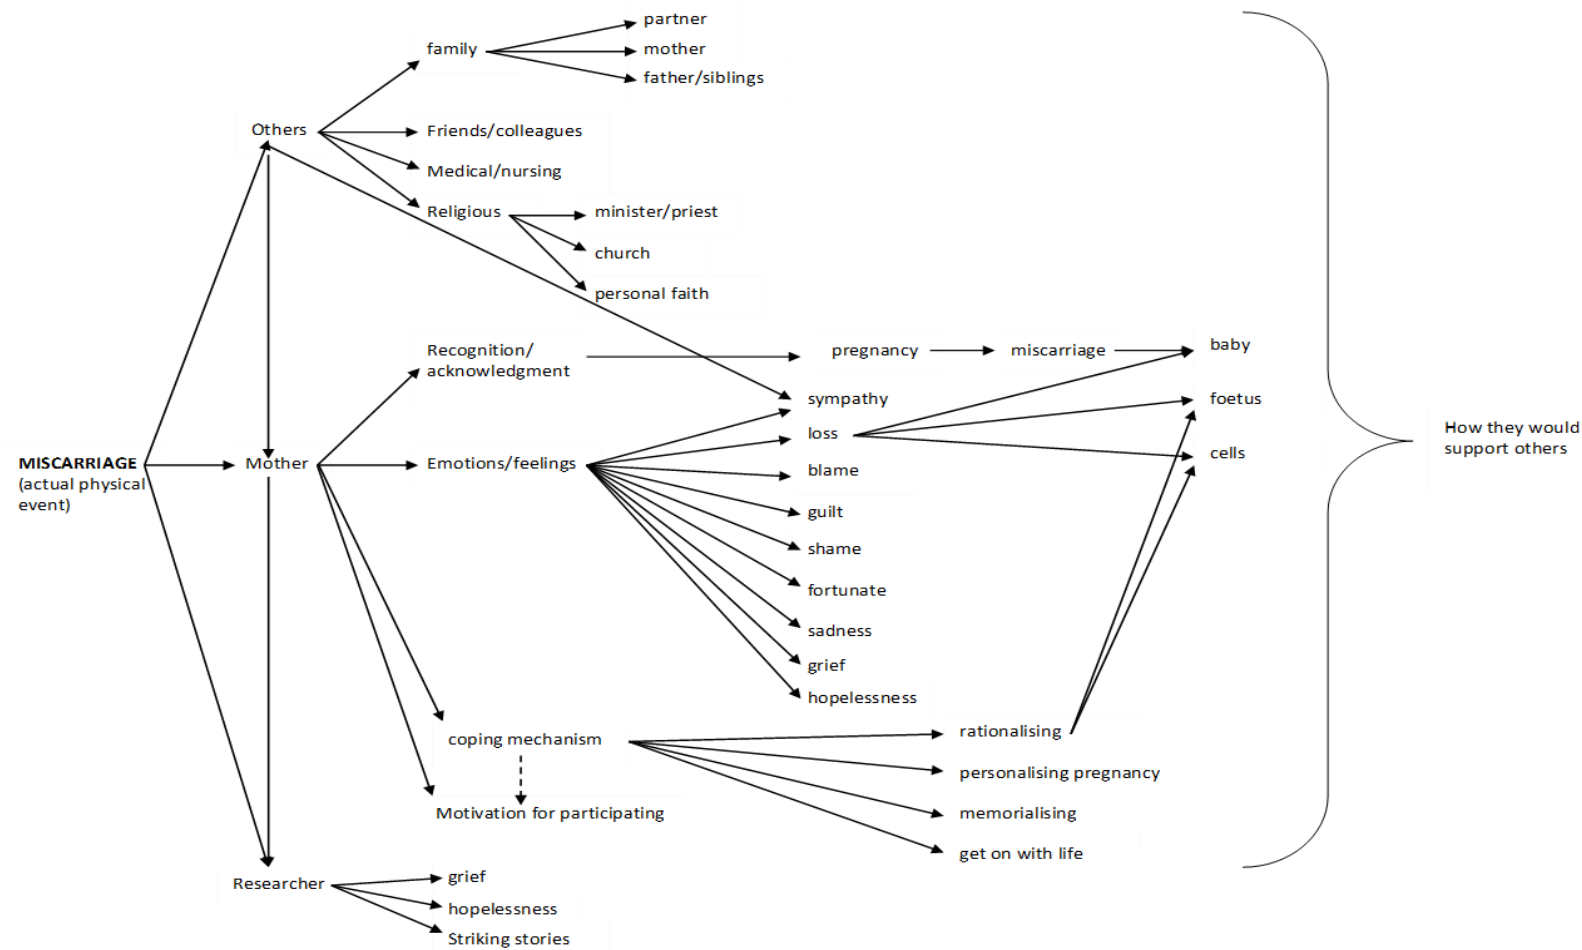 partner
family
mother
father/siblings
Others
Friends/colleagues
Medical/nursing
Religious
minister/priest
church
personal faith
Recognition/
acknowledgment
pregnancy
miscarriage
baby
sympathy
foetus
loss
How they would
support others
cells
MISCARRIAGE
(actual physical
event)
Mother
Emotions/feelings
blame
guilt
shame
fortunate
sadness
grief
hopelessness
coping mechanism
rationalising
personalising pregnancy
Motivation for participating
memorialising
get on with life
Researcher
grief
hopelessness
Striking stories